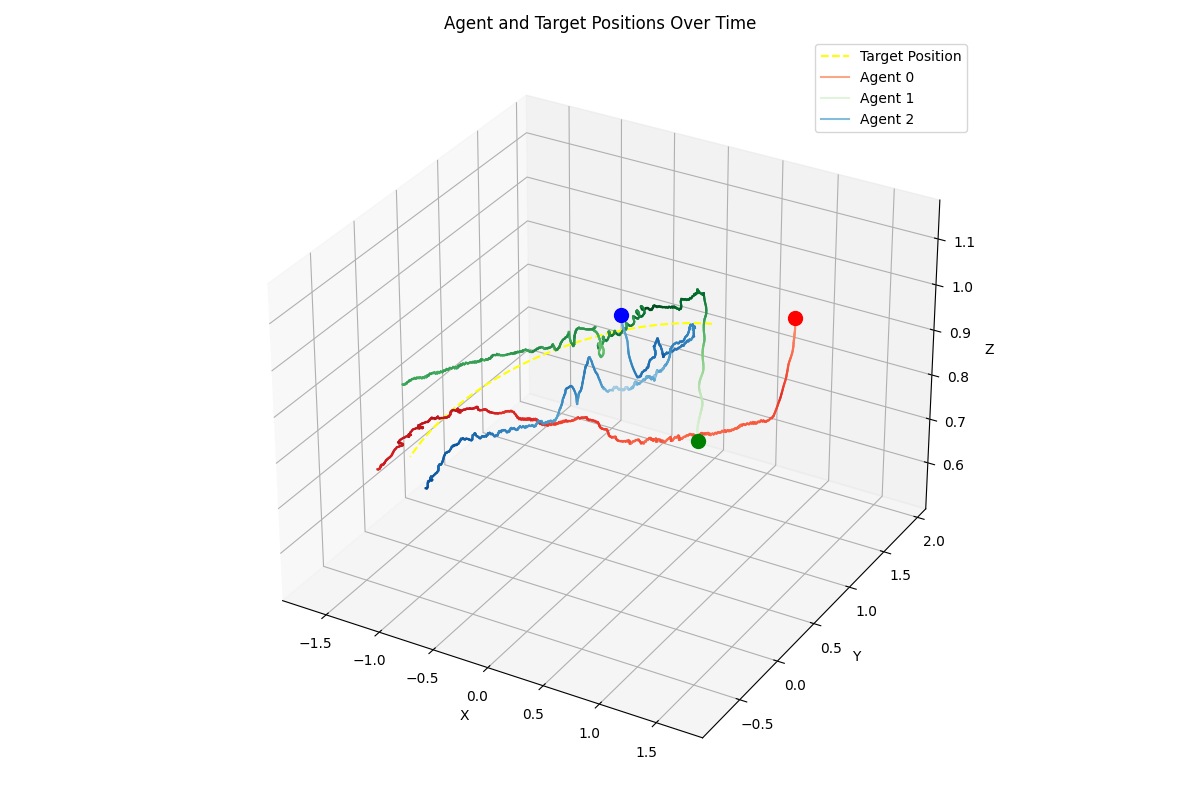 Agent and Target Positions Over Time
Target Position
Agent 0
Agent 1
Agent 2
1.1
1.0
Z
0.9
0.8
0.7
0.6
2.0
1.5
1.0
0.5
Y
0.0
−0.5
−1.5
−1.0
−0.5
0.0
X
0.5
1.0
1.5